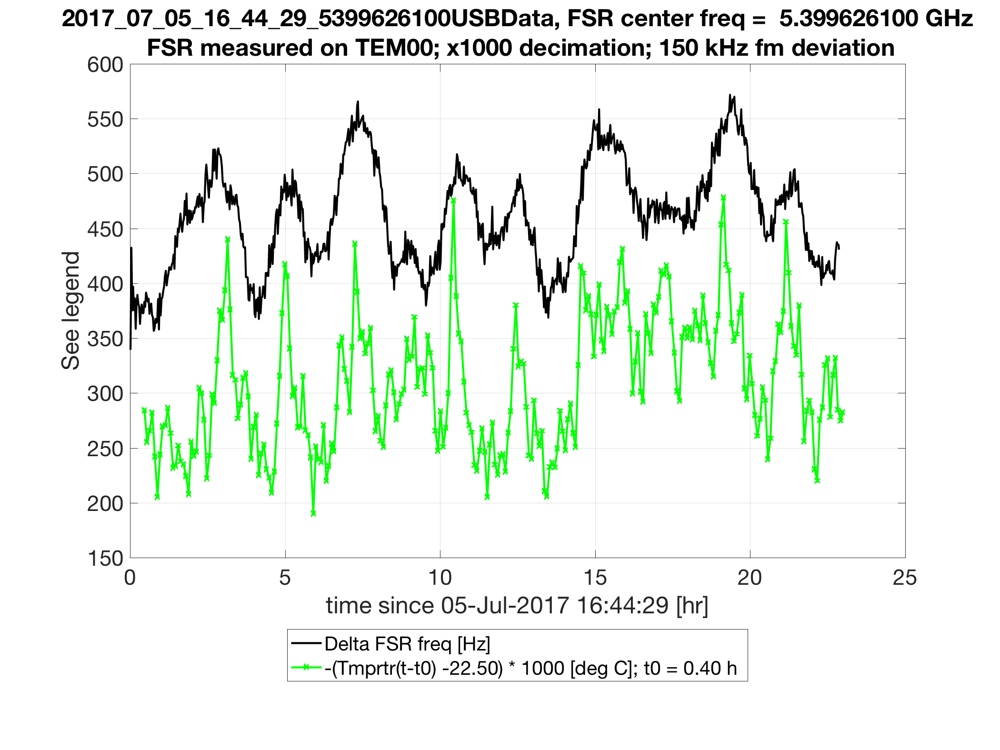 2017_07_05_16_44_29_5399626100USBData, FSR center freq =  5.399626100 GHz
FSR measured on TEM00; x1000 decimation; 150 kHz fm deviation
600
550
500
450
400
350
300
250
200
150
See legend
0 5 10 15 20 25
time since 05-Jul-2017 16:44:29 [hr]
Delta FSR freq [Hz]
-(Tmprtr(t-t0) -22.50) * 1000 [deg C]; t0 = 0.40 h